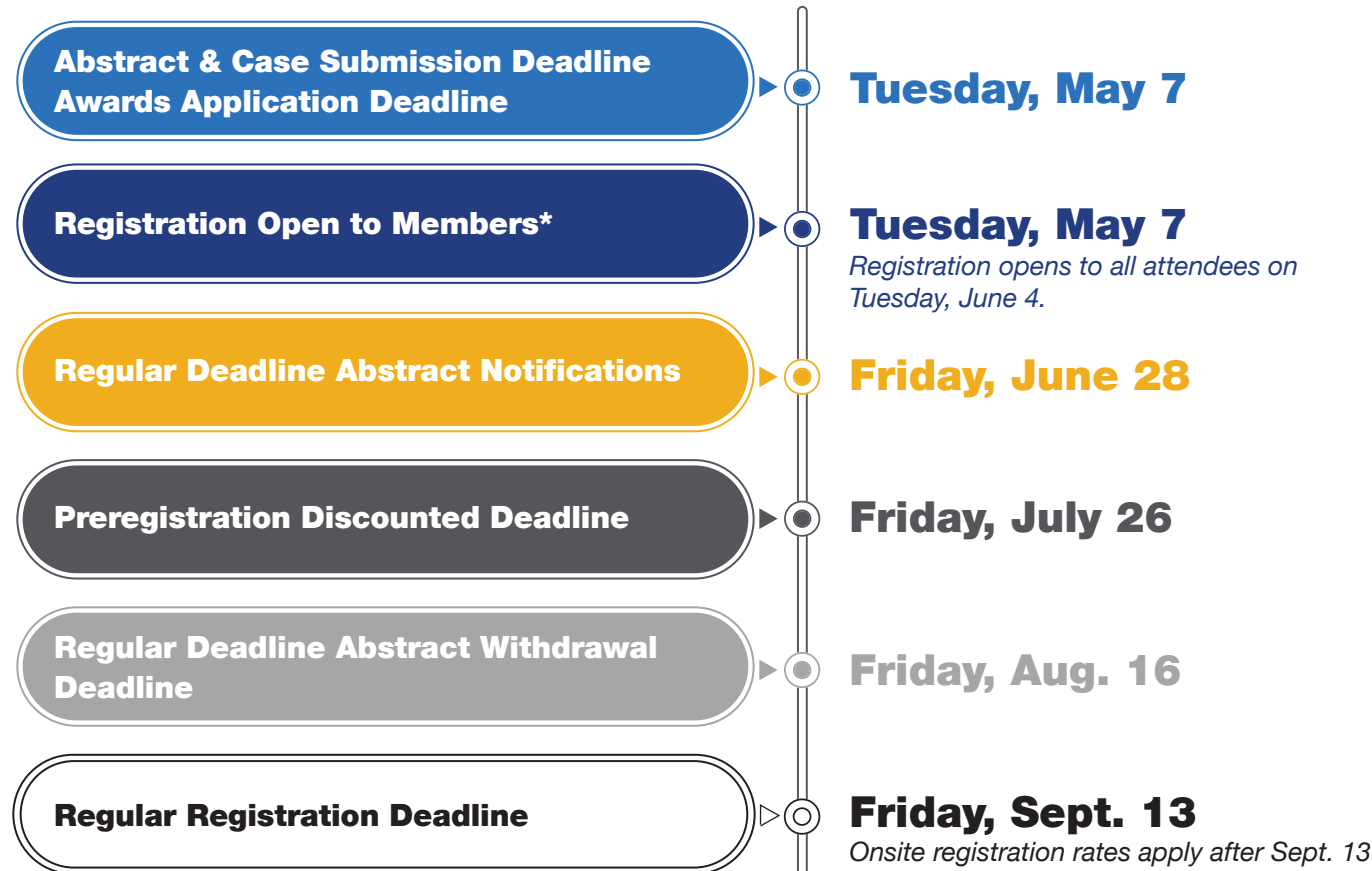 Abstract & Case Submission Deadline
Awards Application Deadline
Tuesday, May 7
Registration Open to Members*
Tuesday, May 7
Registration opens to all attendees on
Tuesday, June 4.
Regular Deadline Abstract Notifications
Friday, June 28
Preregistration Discounted Deadline
Friday, July 26
Regular Deadline Abstract Withdrawal
Deadline
Friday, Aug. 16
Regular Registration Deadline
Friday, Sept. 13
Onsite registration rates apply after Sept. 13